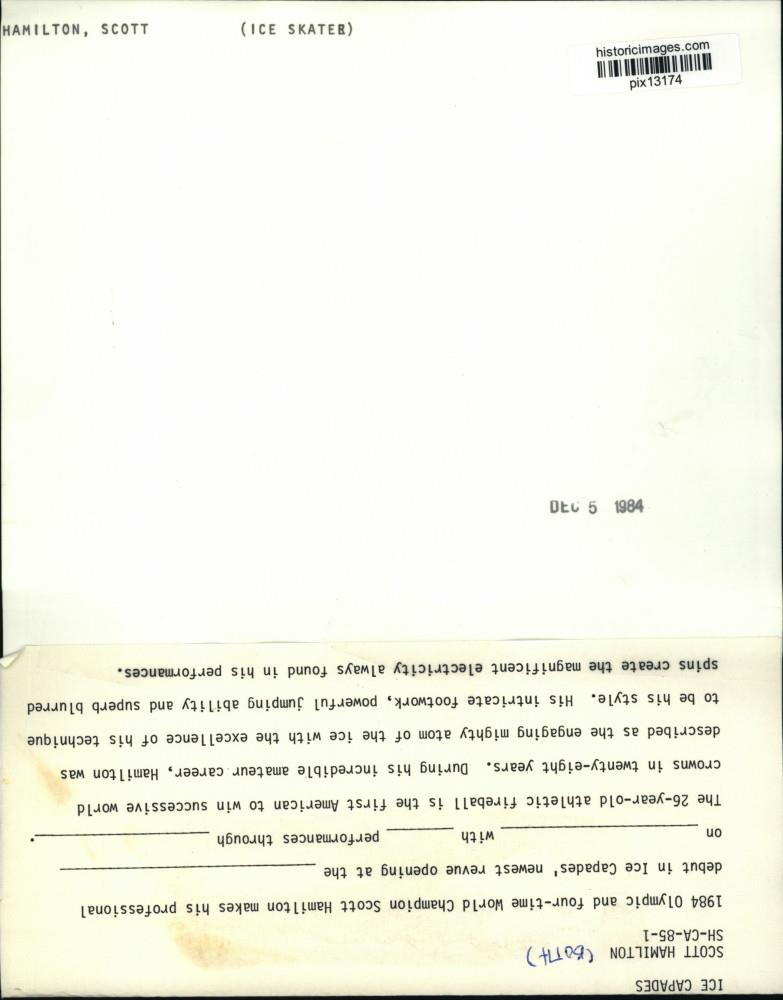 HAMILTON, SCOTT (ICE SKATER)
historicimages.com
pix13174
DEC 5 1984
ICE CAPADES
SCOTT HAMILTON (BOTH)
SH-CA-85-1
1984 Olympic and four-time World Champion Scott Hamilton makes his professional
debut in Ice Capades' newest revue opening at the ____________________
on ____________________ with ________ performances through ____________________.
The 26-year-old athletic fireball is the first American to win successive world
crowns in twenty-eight years. During his incredible amateur career, Hamilton was
described as the engaging mighty atom of the ice with the excellence of his technique
to be his style. His intricate footwork, powerful jumping ability and superb blurred
spins create the magnificent electricity always found in his performances.